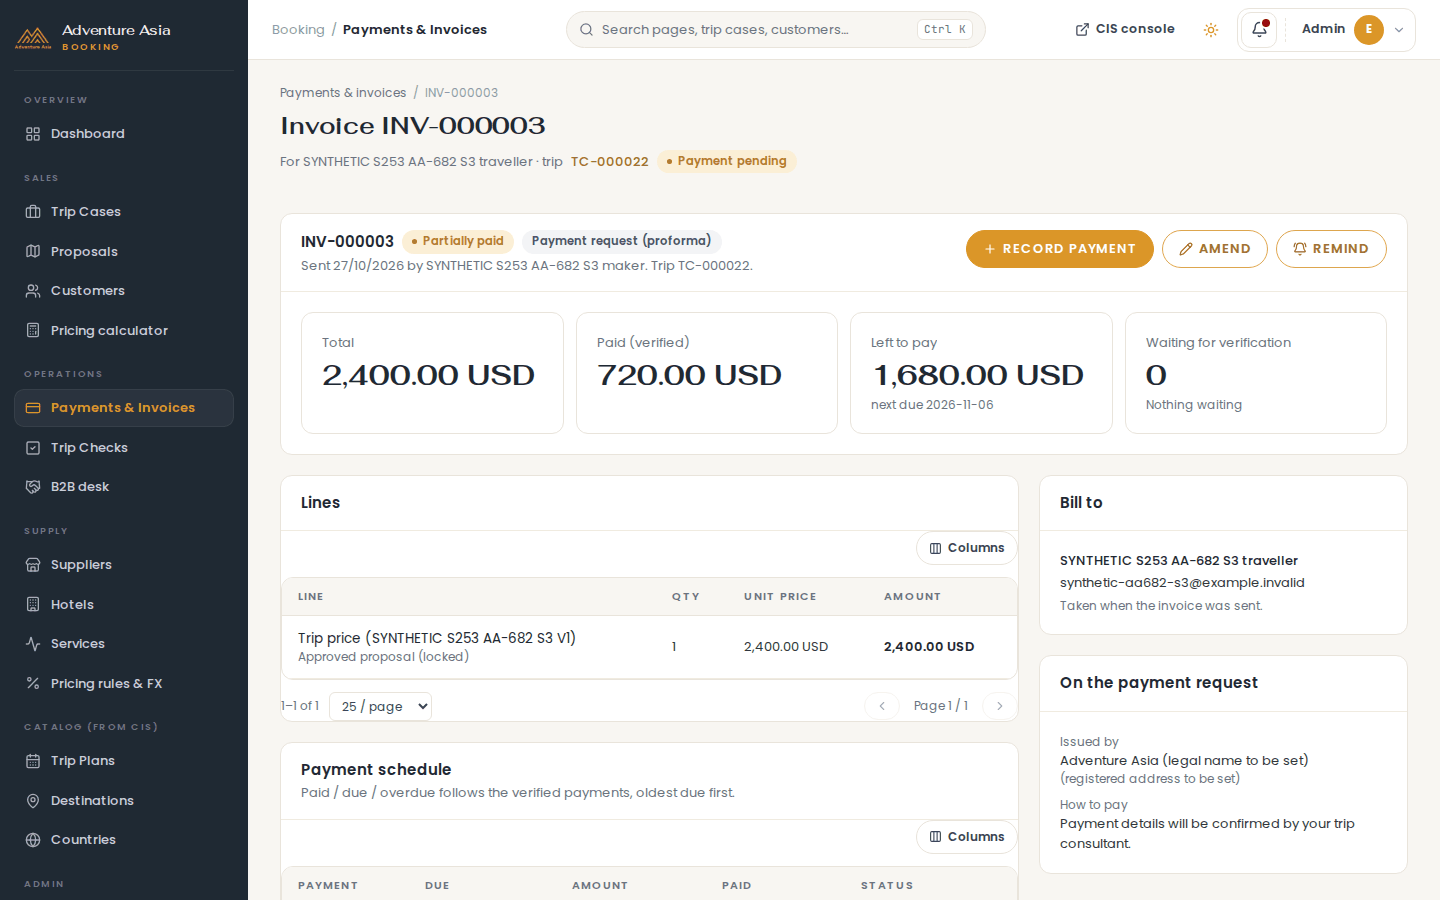 Adventure Asia
Adventure Asia
BOOKING
OVERVIEW
Dashboard
SALES
Trip Cases
Proposals
Customers
Pricing calculator
OPERATIONS
Payments & Invoices
Trip Checks
B2B desk
SUPPLY
Suppliers
Hotels
Services
Pricing rules & FX
CATALOG (FROM CIS)
Trip Plans
Destinations
Countries
ADMIN
Booking / Payments & Invoices
Search pages, trip cases, customers...
Ctrl K
CIS console
Admin
E
Payments & invoices / INV-000003
Invoice INV-000003
For SYNTHETIC S253 AA-682 S3 traveller · trip TC-000022 Payment pending
INV-000003 Partially paid Payment request (proforma)
Sent 27/10/2026 by SYNTHETIC S253 AA-682 S3 maker. Trip TC-000022.
+ RECORD PAYMENT
AMEND
REMIND
Total
2,400.00 USD
Paid (verified)
720.00 USD
Left to pay
1,680.00 USD
next due 2026-11-06
Waiting for verification
0
Nothing waiting
Lines
Columns
LINE QTY UNIT PRICE AMOUNT
Trip price (SYNTHETIC S253 AA-682 S3 V1) 1 2,400.00 USD 2,400.00 USD
Approved proposal (locked)
1–1 of 1 25 / page Page 1 / 1
Payment schedule
Paid / due / overdue follows the verified payments, oldest due first.
Columns
PAYMENT DUE AMOUNT PAID STATUS
Bill to
SYNTHETIC S253 AA-682 S3 traveller
synthetic-aa682-s3@example.invalid
Taken when the invoice was sent.
On the payment request
Issued by
Adventure Asia (legal name to be set)
(registered address to be set)
How to pay
Payment details will be confirmed by your trip
consultant.